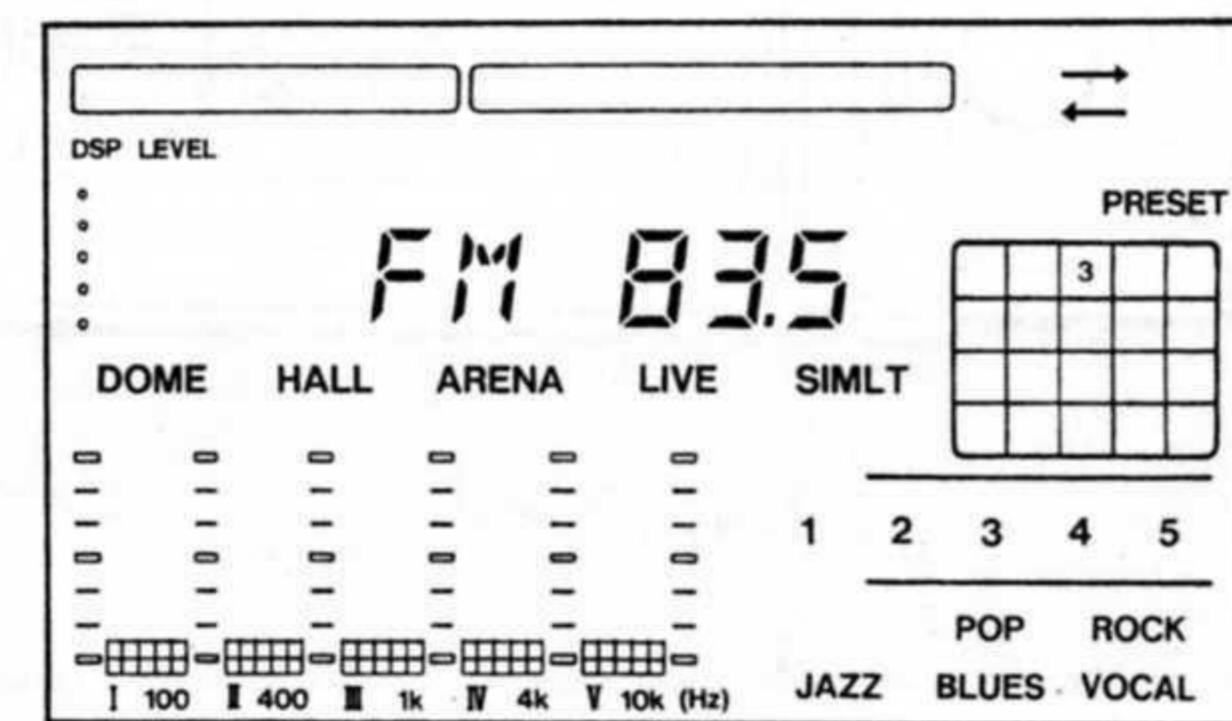 DSP LEVEL
PRESET
FM 83.5
3
DOME HALL ARENA LIVE SIMLT
1 2 3 4 5
POP ROCK
JAZZ BLUES VOCAL
I 100 II 400 III 1k IV 4k V 10k (Hz)